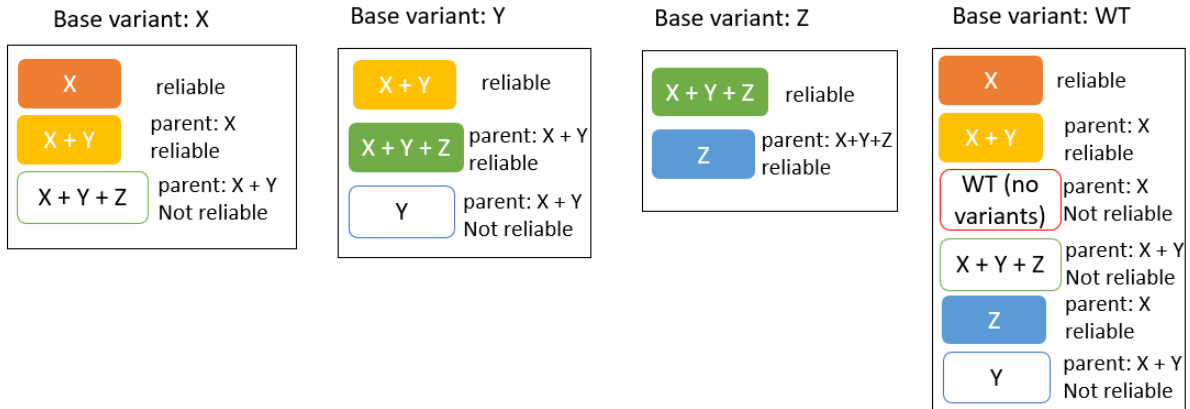 Base variant: X
X
reliable
X + Y
parent: X
reliable
X + Y + Z
parent: X + Y
Not reliable
Base variant: Y
X + Y
reliable
X + Y + Z
parent: X + Y
reliable
Y
parent: X + Y
Not reliable
Base variant: Z
X + Y + Z
reliable
Z
parent: X+Y+Z
reliable
Base variant: WT
X
reliable
X + Y
parent: X
reliable
WT (no
variants)
parent: X
Not reliable
X + Y + Z
parent: X + Y
Not reliable
Z
parent: X
reliable
Y
parent: X + Y
Not reliable